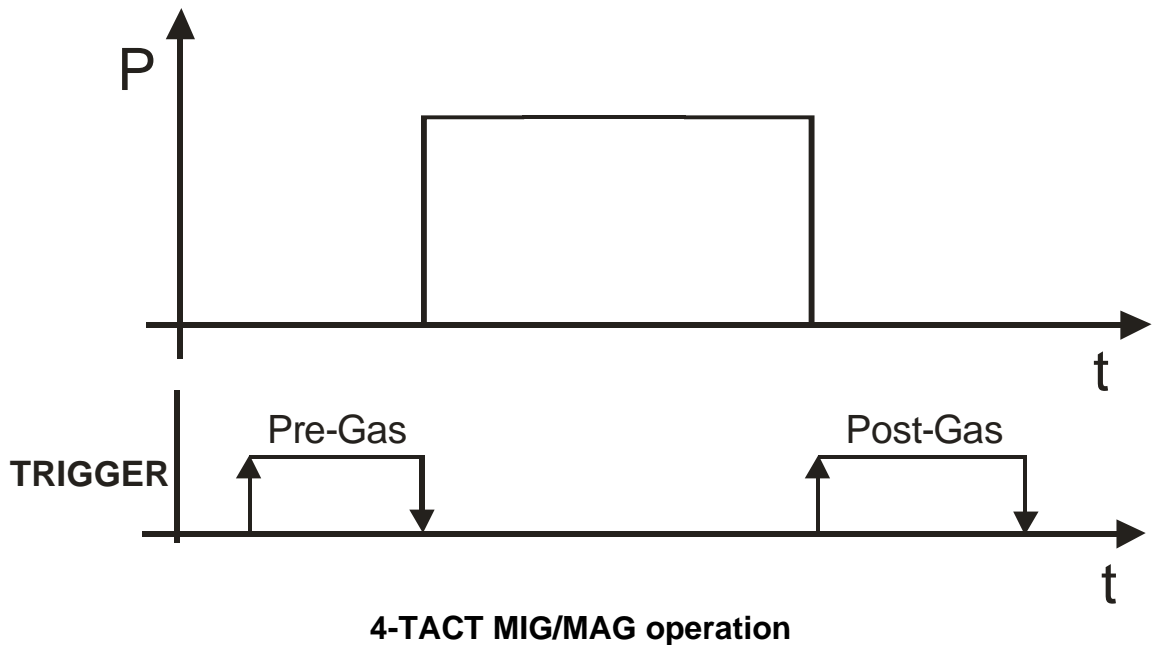 P
t
Pre-Gas
Post-Gas
TRIGGER
t
4-TACT MIG/MAG operation